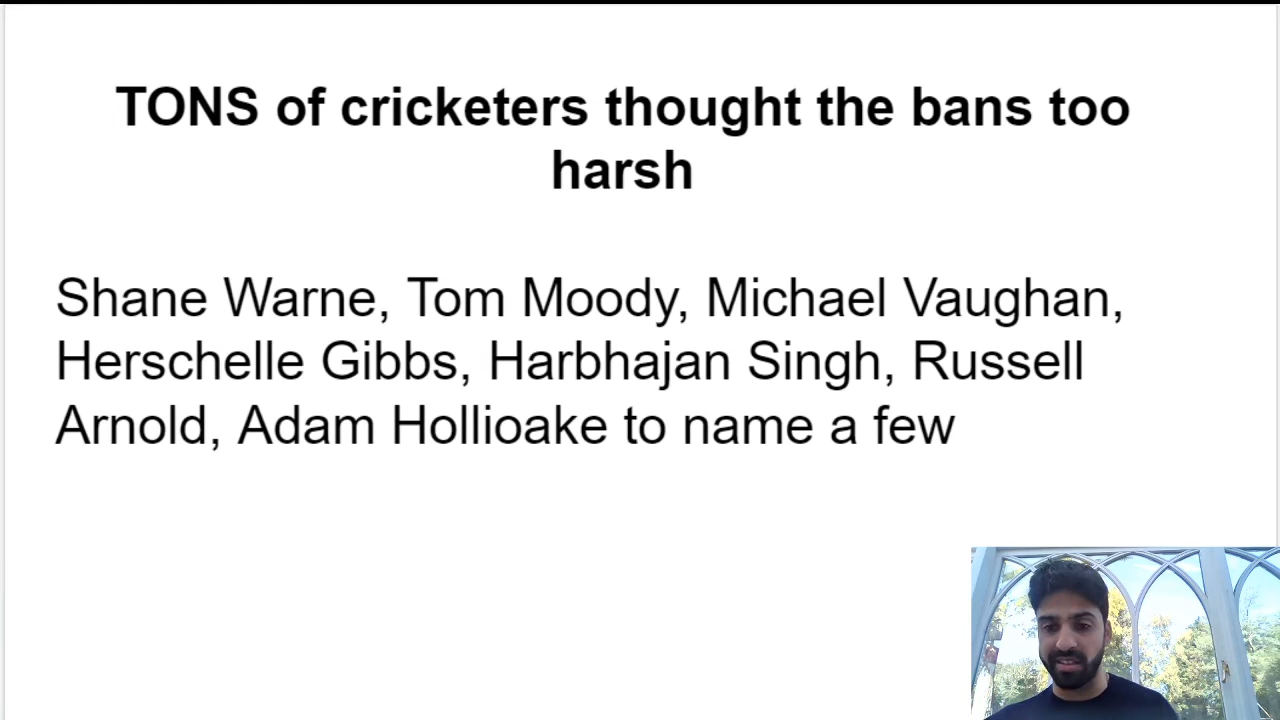 TONS of cricketers thought the bans too
harsh
Shane Warne, Tom Moody, Michael Vaughan,
Herschelle Gibbs, Harbhajan Singh, Russell
Arnold, Adam Hollioake to name a few